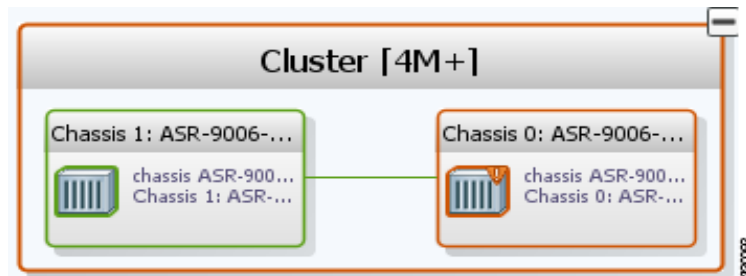 Cluster [4M+]
Chassis 1: ASR-9006-...
chassis ASR-900...
Chassis 1: ASR-...
Chassis 0: ASR-9006-...
chassis ASR-900...
Chassis 0: ASR-...